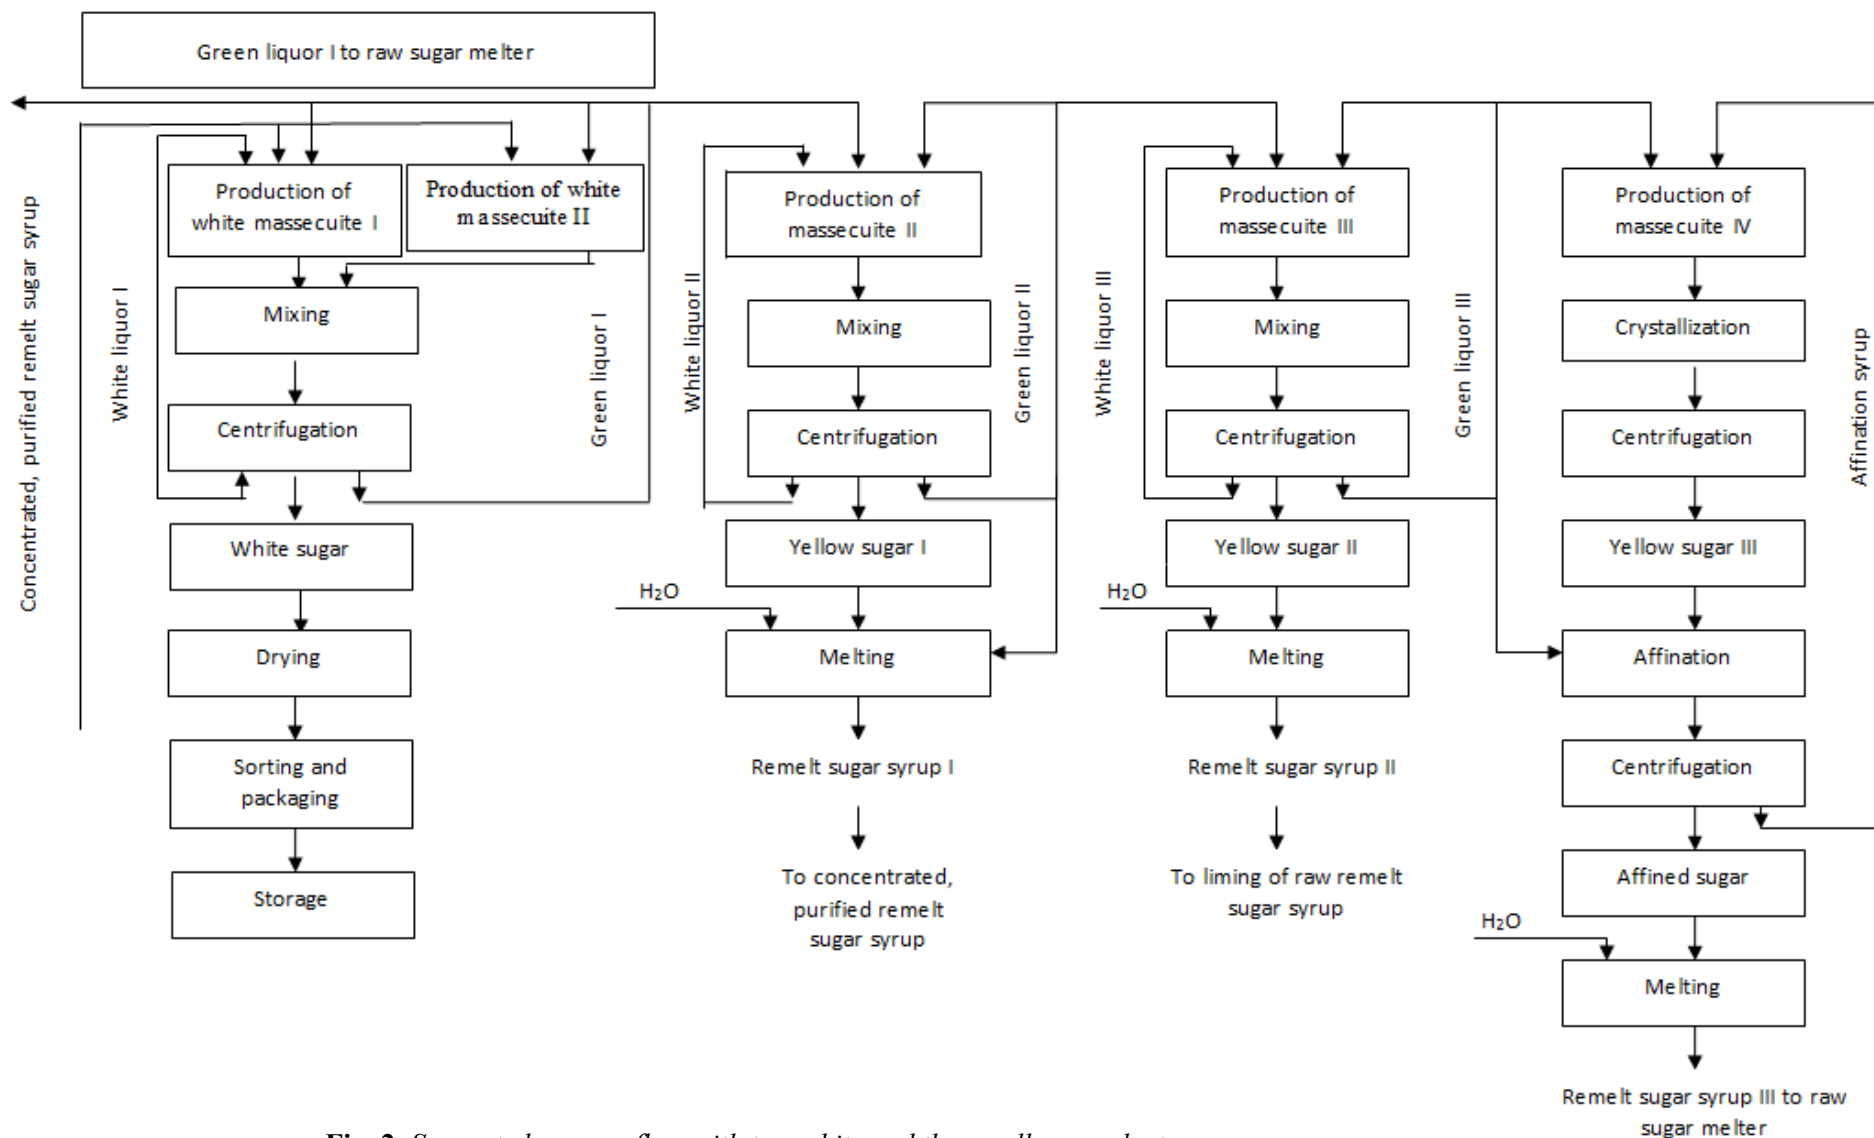 Green liquor I to raw sugar melter
Concentrated, purified remelt sugar syrup
White liquor I
Production of
white massecuite I
Production of white
massecuite II
Mixing
Centrifugation
Green liquor I
White sugar
Drying
Sorting and
packaging
Storage
White liquor II
Production of
massecuite II
Mixing
Centrifugation
Green liquor II
Yellow sugar I
H₂O
Melting
Remelt sugar syrup I
To concentrated,
purified remelt
sugar syrup
White liquor III
Production of
massecuite III
Mixing
Centrifugation
Green liquor III
Yellow sugar II
H₂O
Melting
Remelt sugar syrup II
To liming of raw remelt
sugar syrup
Production of
massecuite IV
Crystallization
Centrifugation
Affination syrup
Yellow sugar III
Affination
Centrifugation
Affined sugar
H₂O
Melting
Remelt sugar syrup III to raw
sugar melter